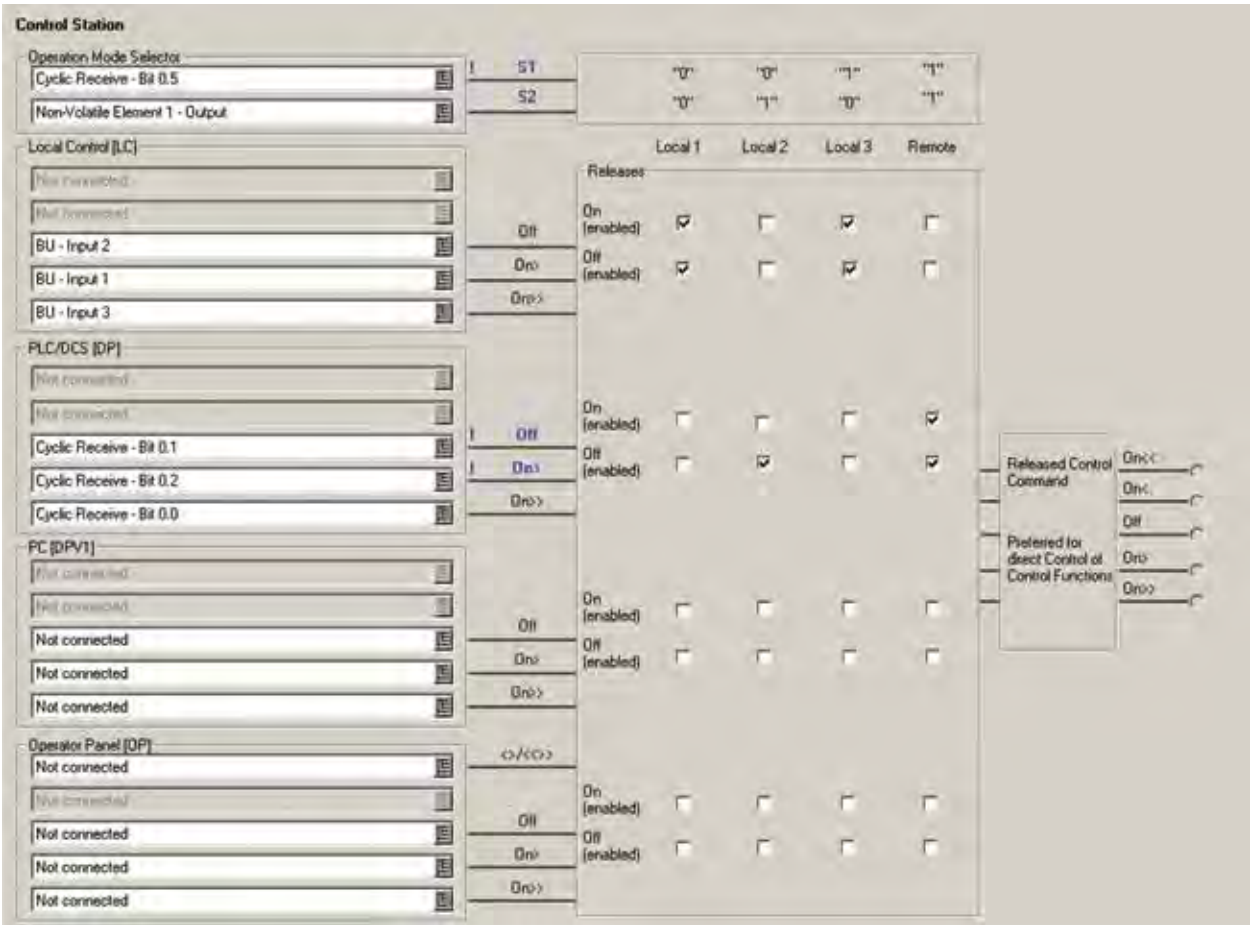 Control Station
Operation Mode Selector
Cyclic Receive - Bit 0.5
! S1
"0" "0" "1" "1"
Non-Volatile Element 1 - Output
S2
"0" "1" "0" "1"
Local Control [LC]
Local 1 Local 2 Local 3 Remote
Releases
Not connected
Not connected
On (enabled)
BU - Input 2
Off
BU - Input 1
On>
Off (enabled)
BU - Input 3
On>>
PLC/DCS [DP]
Not connected
Not connected
On (enabled)
Cyclic Receive - Bit 0.1
! Off
Cyclic Receive - Bit 0.2
! On>
Off (enabled)
Cyclic Receive - Bit 0.0
On>>
Released Control Command
Preferred for direct Control of Control Functions
On<<
On<
Off
On>
On>>
PC [DPV1]
Not connected
Not connected
On (enabled)
Not connected
Off
Not connected
On>
Off (enabled)
Not connected
On>>
Operator Panel [OP]
Not connected
<>/<<>>
Not connected
On (enabled)
Not connected
Off
Not connected
On>
Off (enabled)
Not connected
On>>